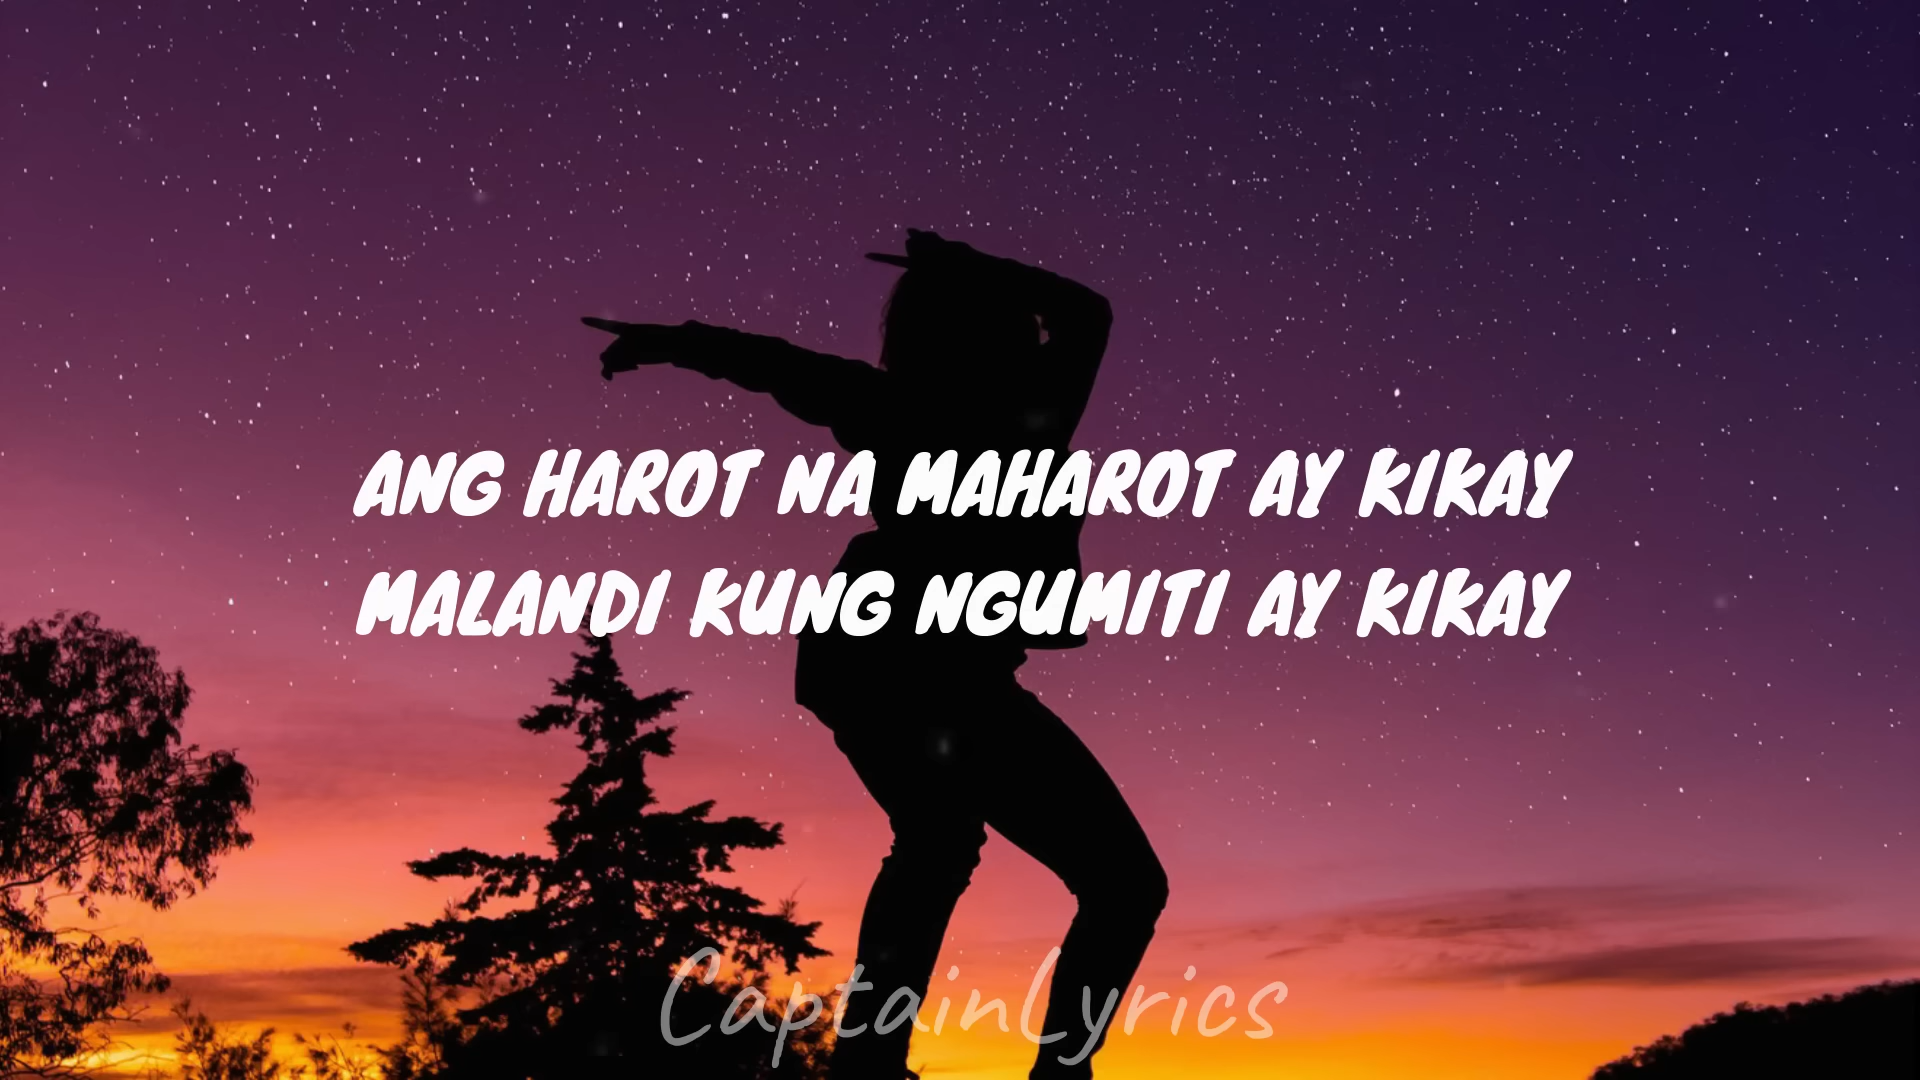 ANG HAROT NA MAHAROT AY KIKAY
MALANDI KUNG NGUMITI AY KIKAY
CaptainLyrics